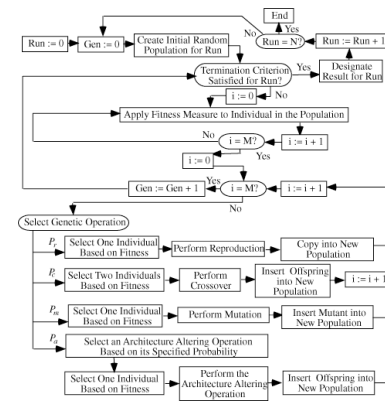 End
No
Yes
Run := 0
Gen := 0
Create Initial Random
Population for Run
Run = N?
Run := Run + 1
Termination Criterion
Satisfied for Run?
Yes
Designate
Result for Run
i := 0
No
Apply Fitness Measure to Individual in the Population
No
i = M?
i := i + 1
Yes
i := 0
Gen := Gen + 1
Yes
i = M?
i := i + 1
No
Select Genetic Operation
Pr
Select One Individual
Based on Fitness
Perform Reproduction
Copy into New
Population
Pc
Select Two Individuals
Based on Fitness
Perform
Crossover
Insert Offspring
into New
Population
i := i + 1
Pm
Select One Individual
Based on Fitness
Perform Mutation
Insert Mutant into
New Population
Pa
Select an Architecture Altering Operation
Based on its Specified Probability
Select One Individual
Based on Fitness
Perform the
Architecture Altering
Operation
Insert Offspring into
New Population